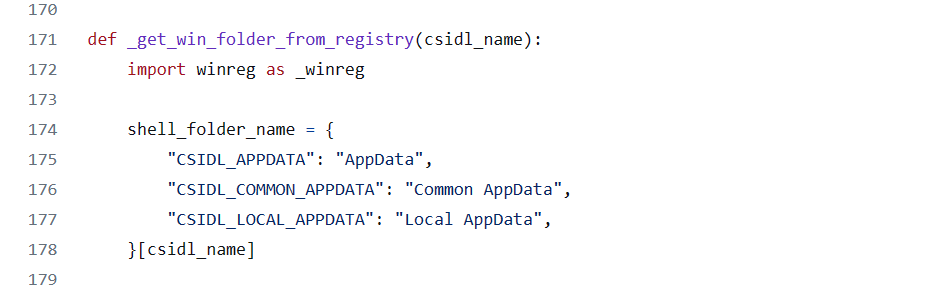 170
171 def _get_win_folder_from_registry(csidl_name):
172     import winreg as _winreg
173
174     shell_folder_name = {
175         "CSIDL_APPDATA": "AppData",
176         "CSIDL_COMMON_APPDATA": "Common AppData",
177         "CSIDL_LOCAL_APPDATA": "Local AppData",
178     }[csidl_name]
179